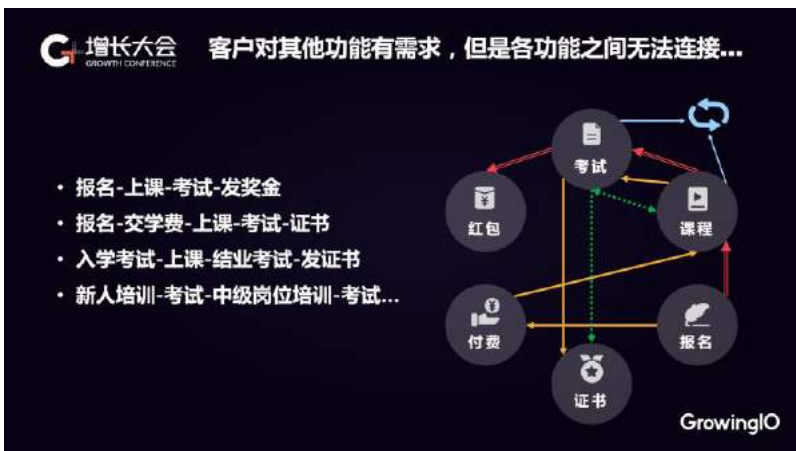 增长大会
GROWTH CONFERENCE
客户对其他功能有需求，但是各功能之间无法连接...
• 报名-上课-考试-发奖金
• 报名-交学费-上课-考试-证书
• 入学考试-上课-结业考试-发证书
• 新人培训-考试-中级岗位培训-考试...
考试
红包
课程
付费
报名
证书
GrowingIO